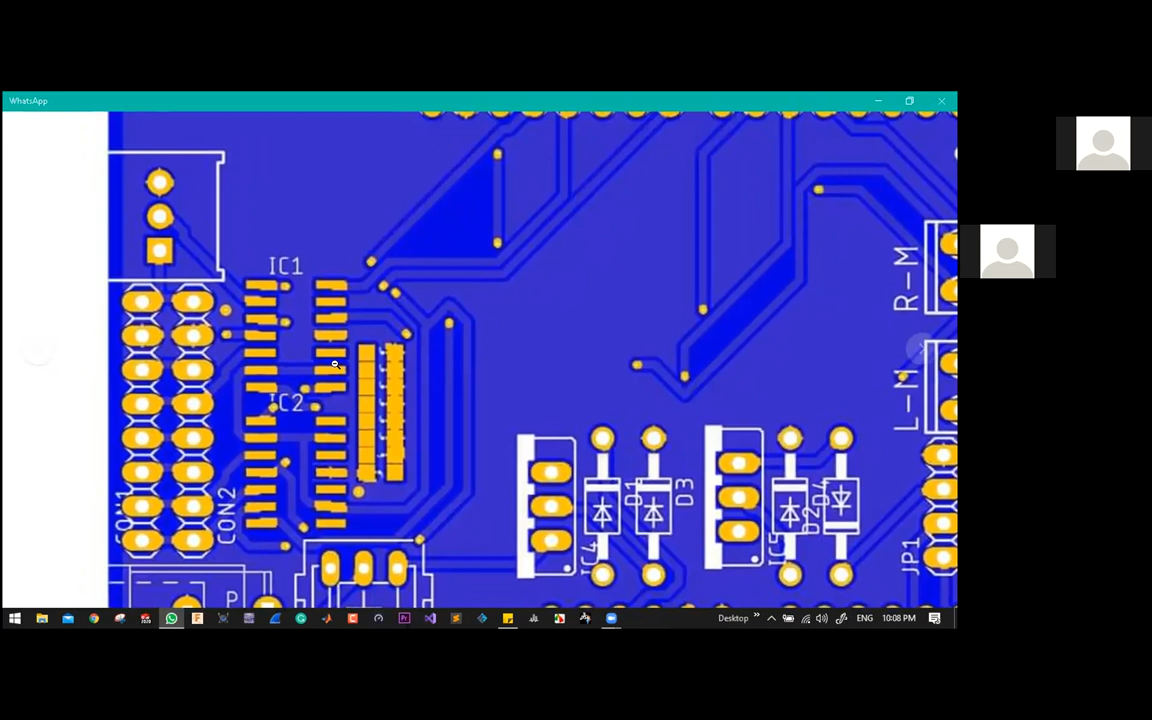 WhatsApp
IC1
R-M
IC2
L-M
CON2
D1
D3
D2
D4
IC4
IC5
JP1
P
Desktop
ENG
10:08 PM